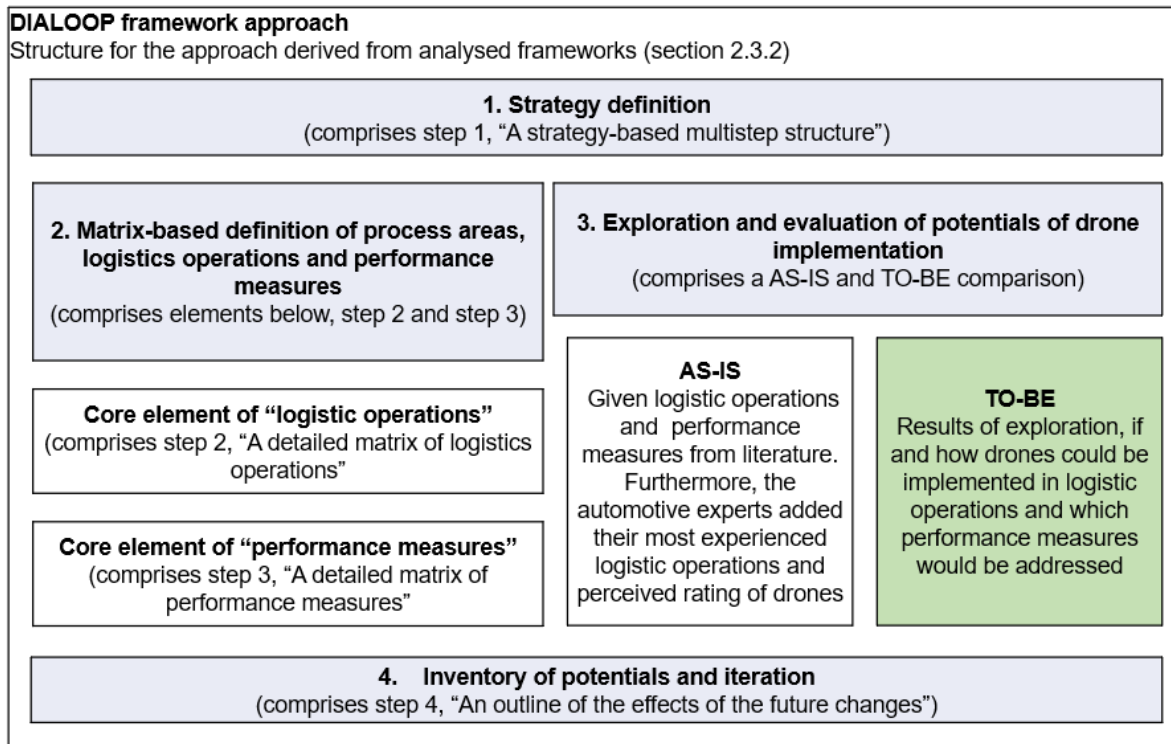 DIALOOP framework approach
Structure for the approach derived from analysed frameworks (section 2.3.2)
1. Strategy definition
(comprises step 1, “A strategy-based multistep structure”)
2. Matrix-based definition of process areas,
logistics operations and performance
measures
(comprises elements below, step 2 and step 3)
Core element of “logistic operations”
(comprises step 2, “A detailed matrix of logistics
operations”
Core element of “performance measures”
(comprises step 3, “A detailed matrix of
performance measures”
3. Exploration and evaluation of potentials of drone
implementation
(comprises a AS-IS and TO-BE comparison)
AS-IS
Given logistic operations
and performance
measures from literature.
Furthermore, the
automotive experts added
their most experienced
logistic operations and
perceived rating of drones
TO-BE
Results of exploration, if
and how drones could be
implemented in logistic
operations and which
performance measures
would be addressed
4. Inventory of potentials and iteration
(comprises step 4, “An outline of the effects of the future changes”)